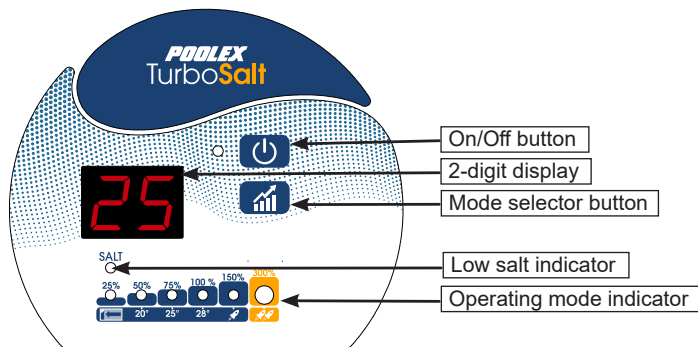 POOLEX
TurboSalt
On/Off button
2-digit display
25
Mode selector button
SALT
Low salt indicator
25% 50% 75% 100 % 150% 300%
Operating mode indicator
20° 25° 28°